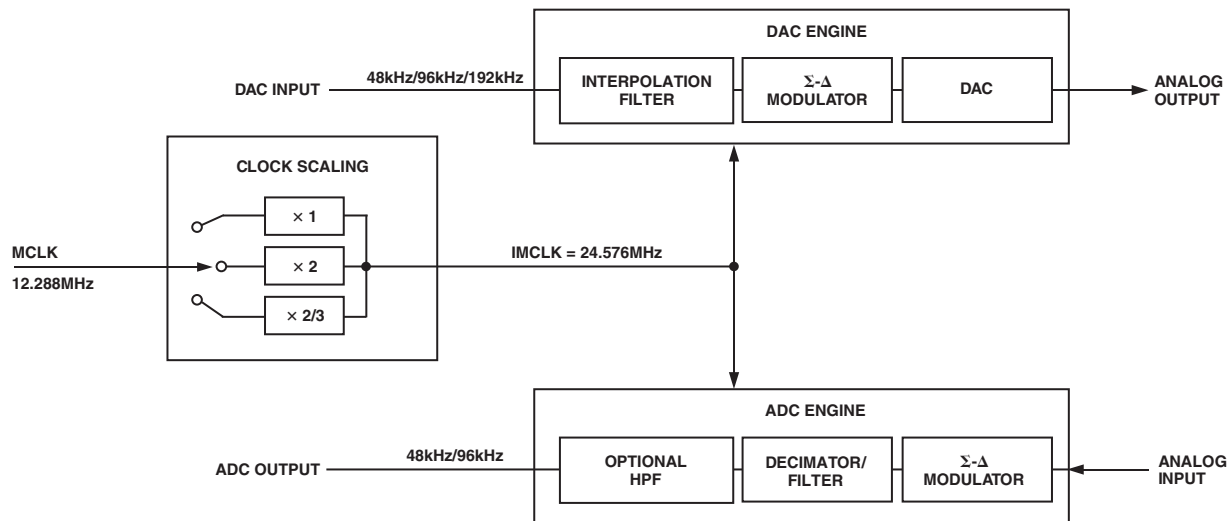 DAC ENGINE
48kHz/96kHz/192kHz
DAC INPUT
INTERPOLATION
FILTER
Σ-Δ
MODULATOR
DAC
ANALOG
OUTPUT
CLOCK SCALING
× 1
MCLK
12.288MHz
× 2
IMCLK = 24.576MHz
× 2/3
ADC ENGINE
48kHz/96kHz
ADC OUTPUT
OPTIONAL
HPF
DECIMATOR/
FILTER
Σ-Δ
MODULATOR
ANALOG
INPUT